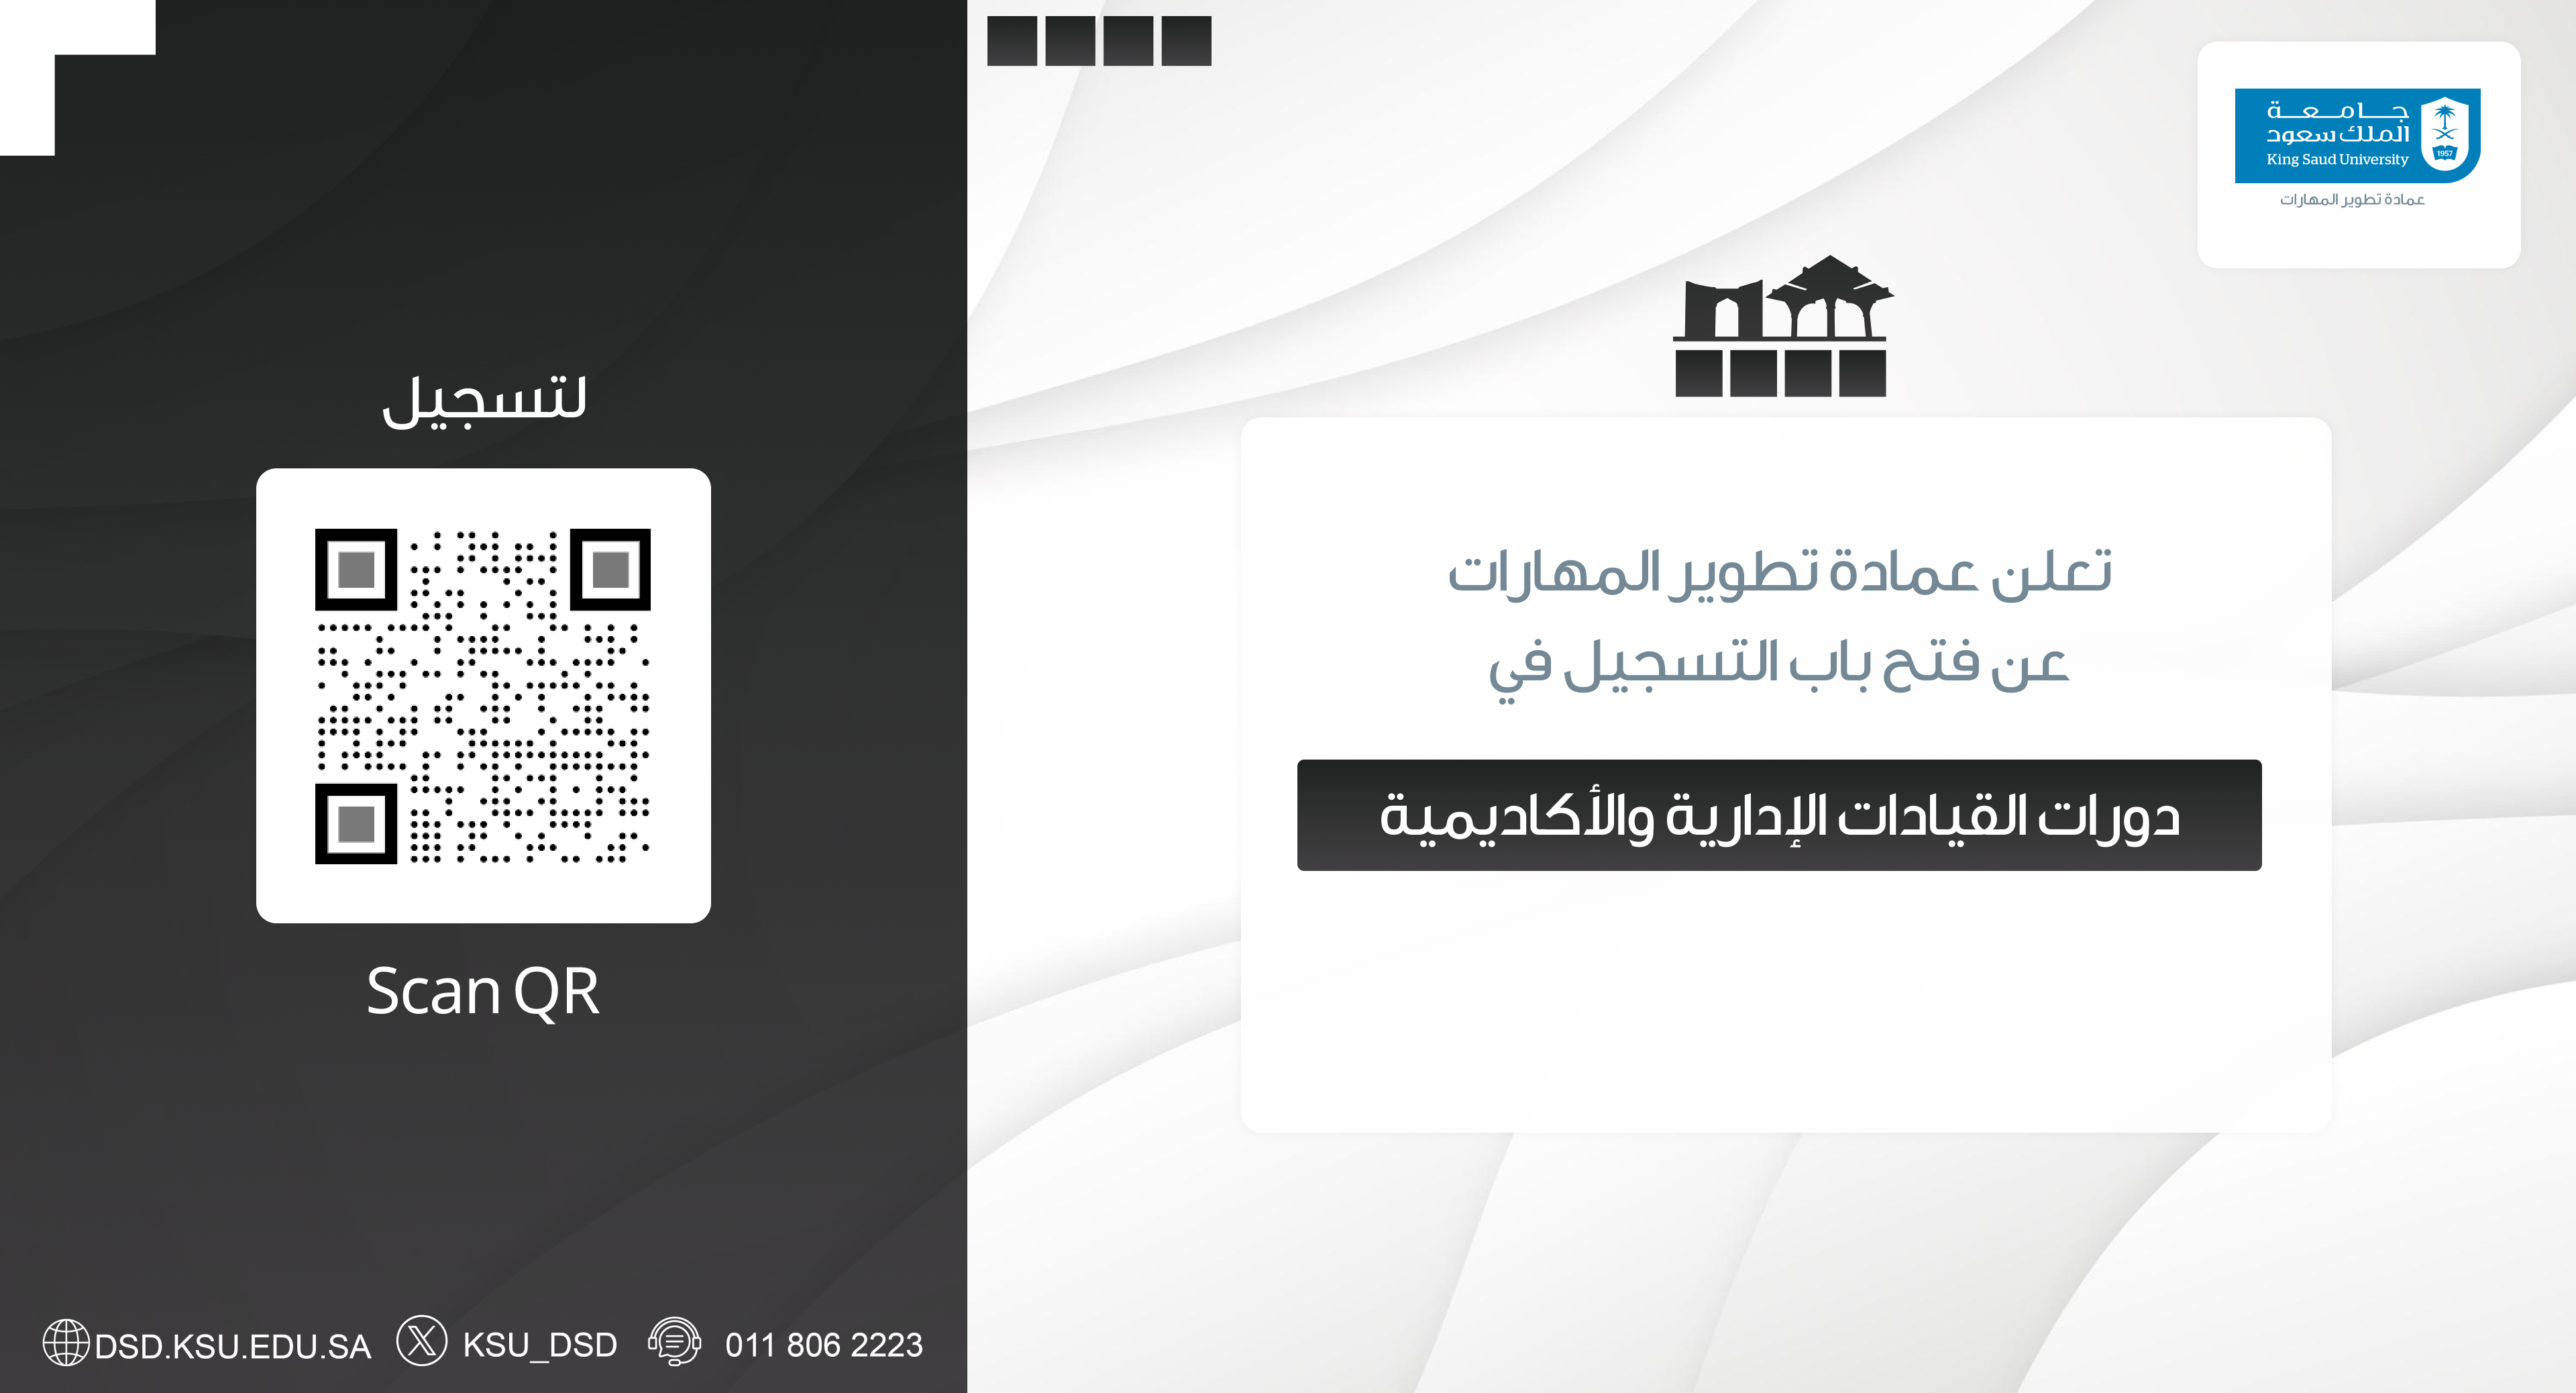 جامعة
الملك سعود
King Saud University
1957
عمادة تطوير المهارات
تعلن عمادة تطوير المهارات
عن فتح باب التسجيل في
دورات القيادات الإدارية والأكاديمية
لتسجيل
Scan QR
DSD.KSU.EDU.SA KSU_DSD 011 806 2223